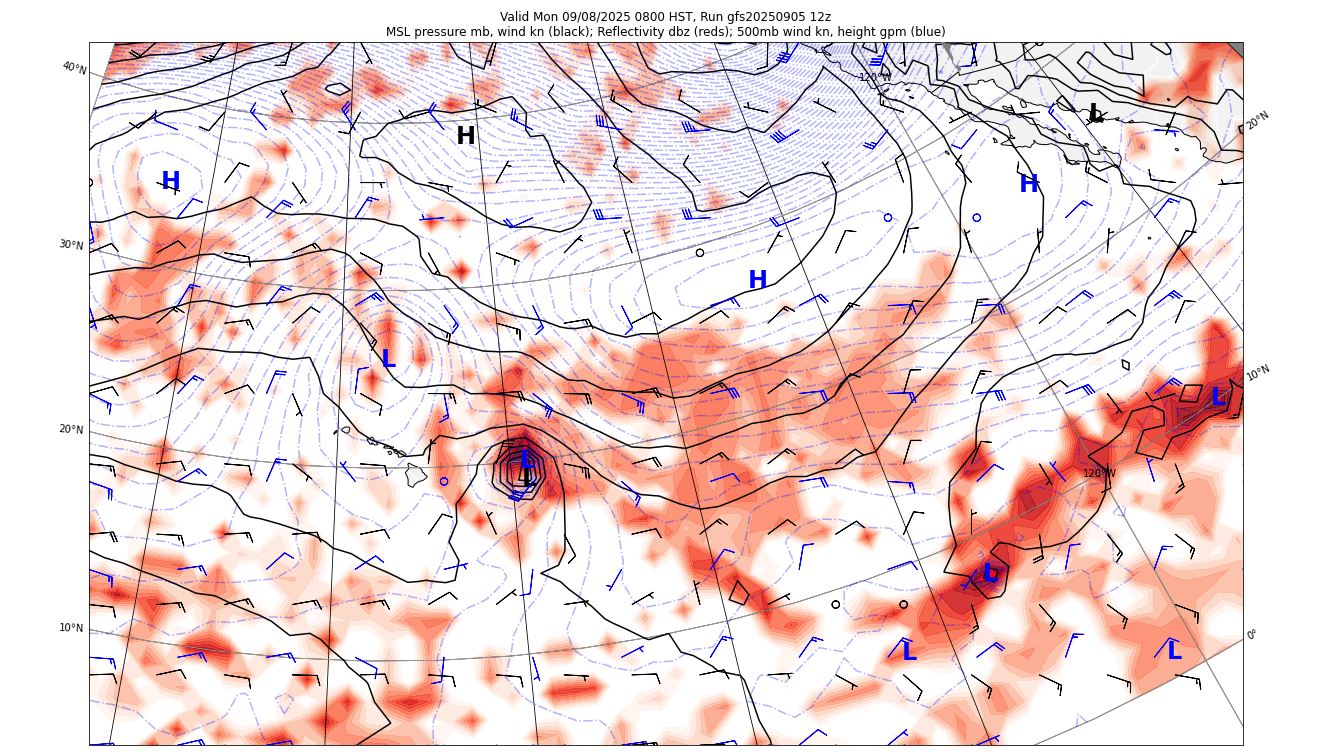 Valid Mon 09/08/2025 0800 HST, Run gfs20250905 12z
MSL pressure mb, wind kn (black); Reflectivity dbz (reds); 500mb wind kn, height gpm (blue)
40°N
120°W
L
20°N
H
H
H
30°N
H
L
10°N
L
20°N
L
L
120°W
L
10°N
0°
L
L